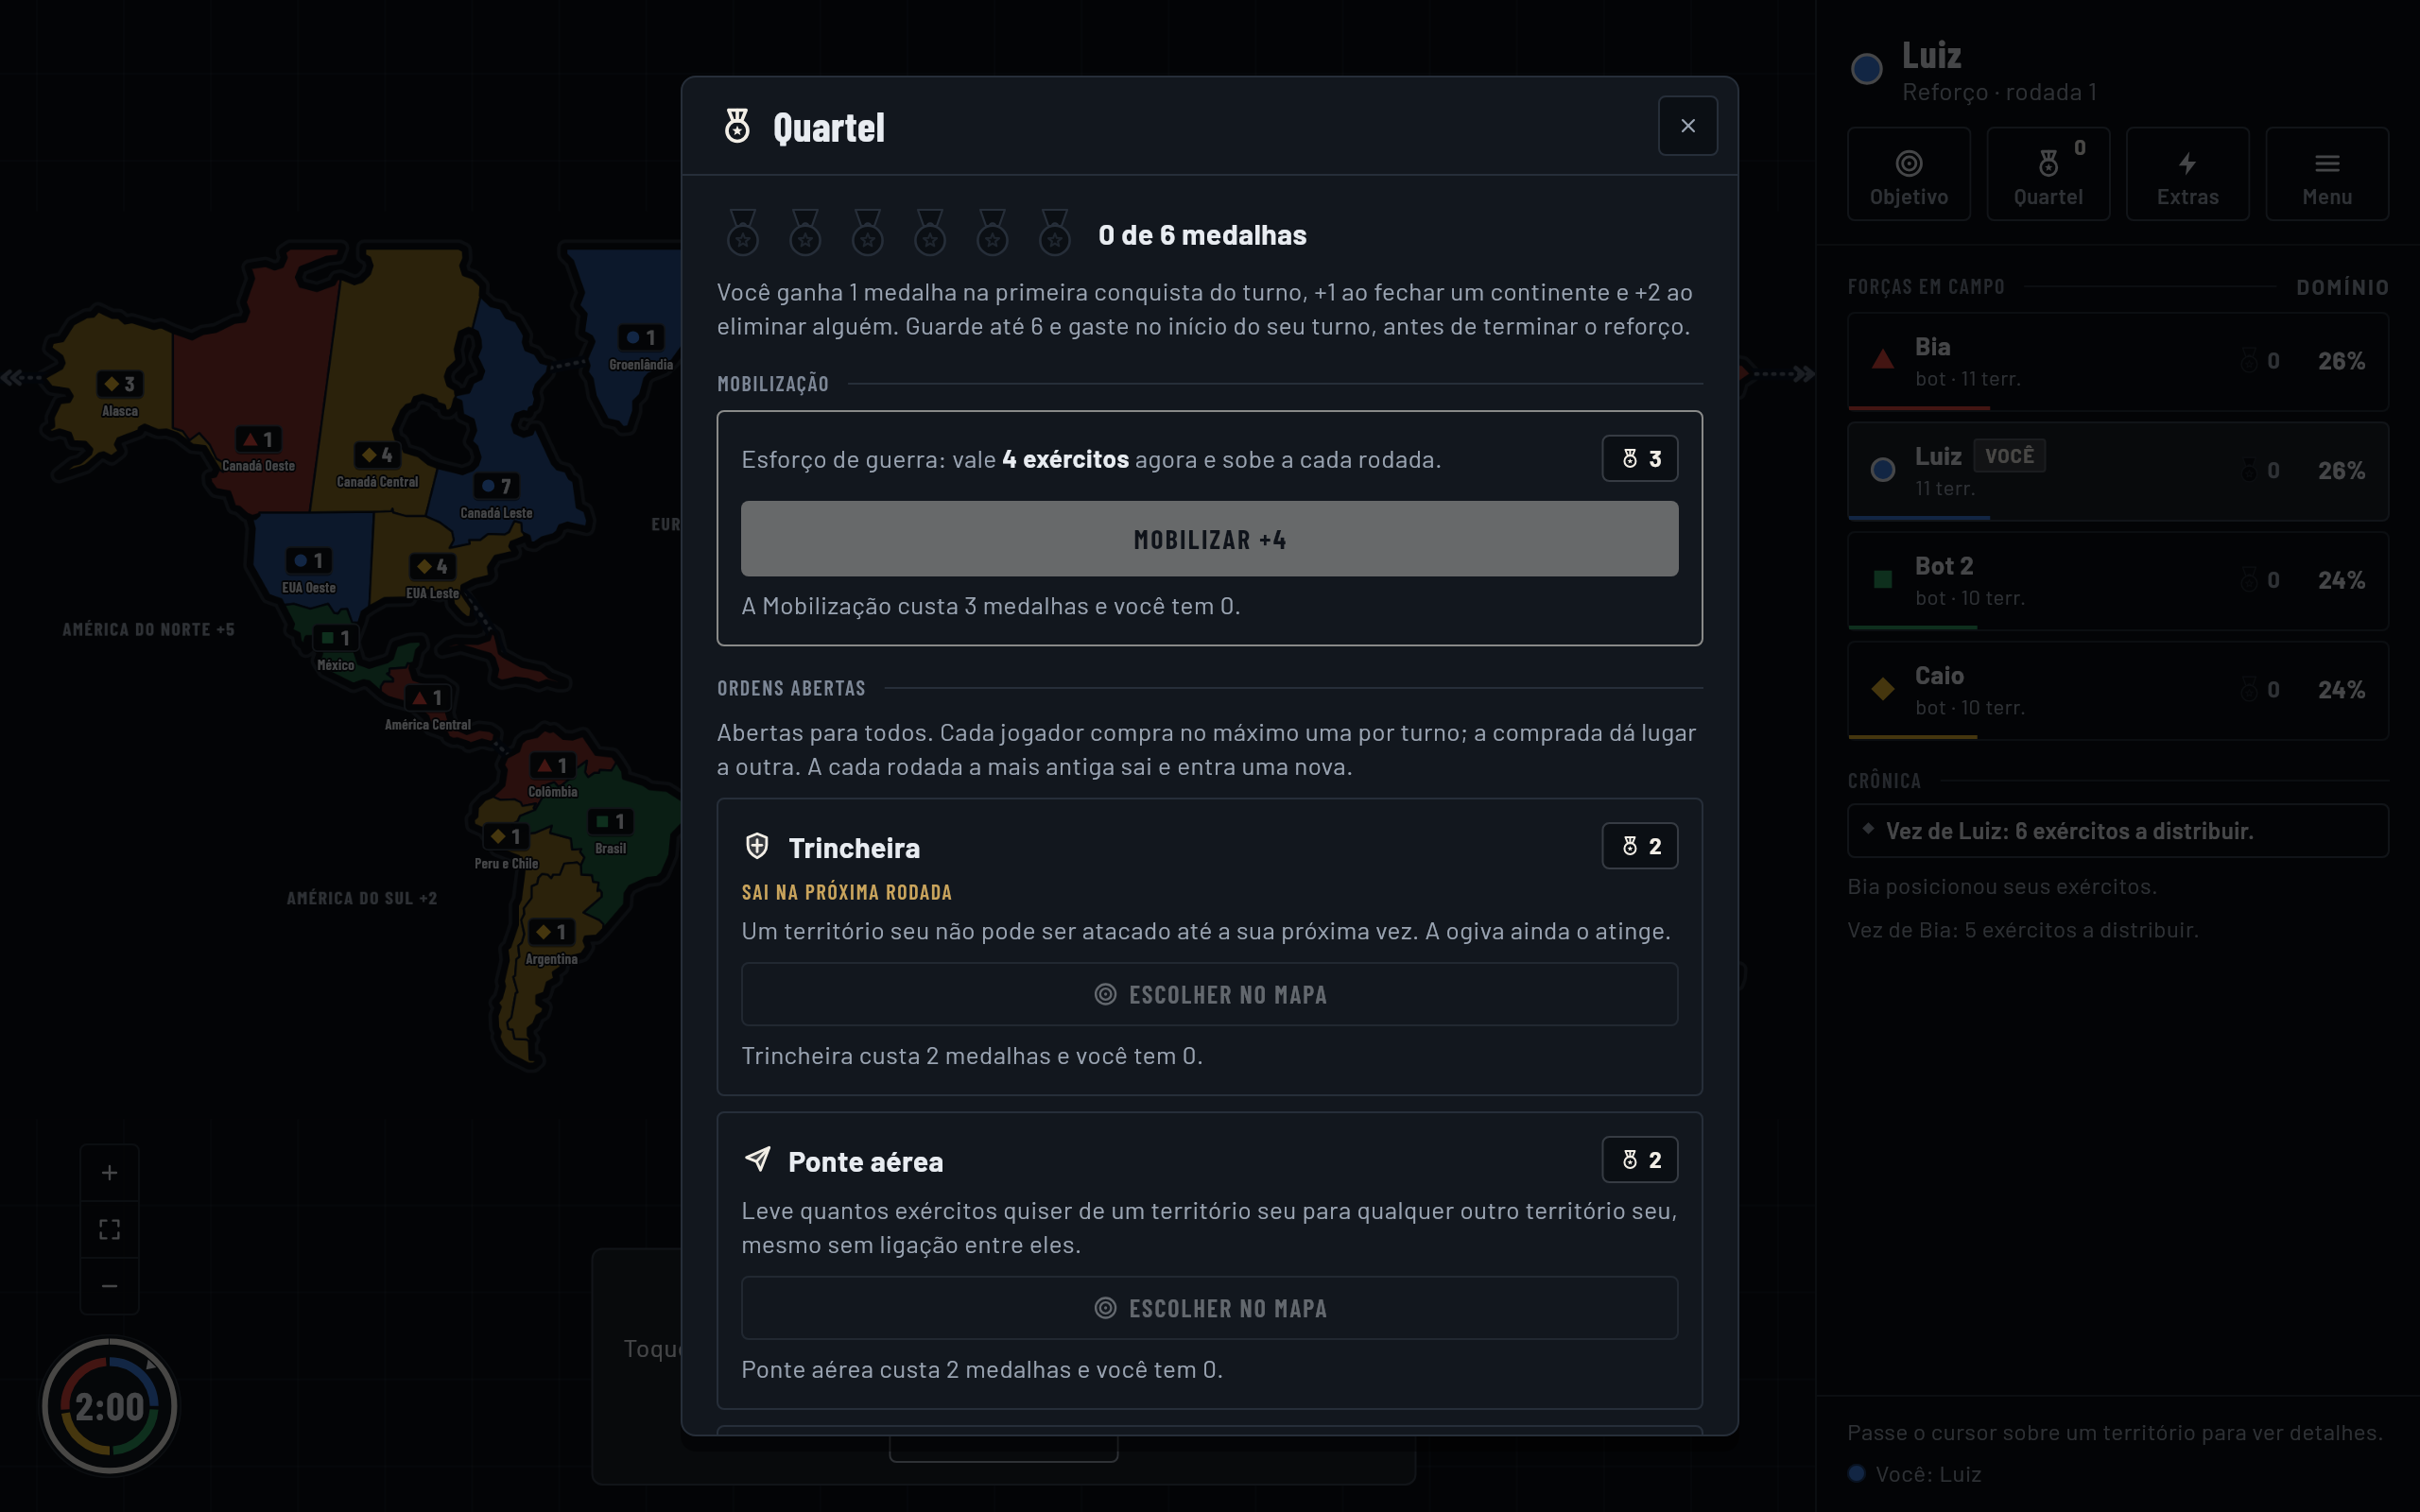 Quartel
0 de 6 medalhas
Você ganha 1 medalha na primeira conquista do turno, +1 ao fechar um continente e +2 ao
eliminar alguém. Guarde até 6 e gaste no início do seu turno, antes de terminar o reforço.
MOBILIZAÇÃO
Esforço de guerra: vale 4 exércitos agora e sobe a cada rodada.
3
MOBILIZAR +4
A Mobilização custa 3 medalhas e você tem 0.
ORDENS ABERTAS
Abertas para todos. Cada jogador compra no máximo uma por turno; a comprada dá lugar
a outra. A cada rodada a mais antiga sai e entra uma nova.
Trincheira
2
SAI NA PRÓXIMA RODADA
Um território seu não pode ser atacado até a sua próxima vez. A ogiva ainda o atinge.
ESCOLHER NO MAPA
Trincheira custa 2 medalhas e você tem 0.
Ponte aérea
2
Leve quantos exércitos quiser de um território seu para qualquer outro território seu,
mesmo sem ligação entre eles.
ESCOLHER NO MAPA
Ponte aérea custa 2 medalhas e você tem 0.
1
Groenlândia
3
Alasca
1
Canadá Oeste
4
Canadá Central
7
Canadá Leste
EUR
1
EUA Oeste
4
EUA Leste
AMÉRICA DO NORTE +5
1
México
1
América Central
1
Colômbia
1
Brasil
1
Peru e Chile
AMÉRICA DO SUL +2
1
Argentina
+
−
2:00
Toque
Luiz
Reforço · rodada 1
Objetivo
0
Quartel
Extras
Menu
FORÇAS EM CAMPO
DOMÍNIO
Bia
bot · 11 terr.
0
26%
Luiz VOCÊ
11 terr.
0
26%
Bot 2
bot · 10 terr.
0
24%
Caio
bot · 10 terr.
0
24%
CRÔNICA
Vez de Luiz: 6 exércitos a distribuir.
Bia posicionou seus exércitos.
Vez de Bia: 5 exércitos a distribuir.
Passe o cursor sobre um território para ver detalhes.
Você: Luiz